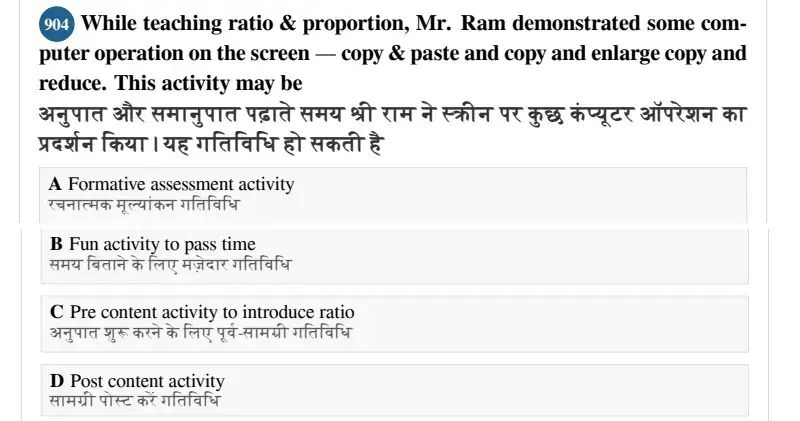 904 While teaching ratio & proportion, Mr. Ram demonstrated some com-
puter operation on the screen — copy & paste and copy and enlarge copy and
reduce. This activity may be
अनुपात और समानुपात पढ़ाते समय श्री राम ने स्क्रीन पर कुछ कंप्यूटर ऑपरेशन का
प्रदर्शन किया। यह गतिविधि हो सकती है
A Formative assessment activity
रचनात्मक मूल्यांकन गतिविधि
B Fun activity to pass time
समय बिताने के लिए मज़ेदार गतिविधि
C Pre content activity to introduce ratio
अनुपात शुरू करने के लिए पूर्व-सामग्री गतिविधि
D Post content activity
सामग्री पोस्ट करें गतिविधि